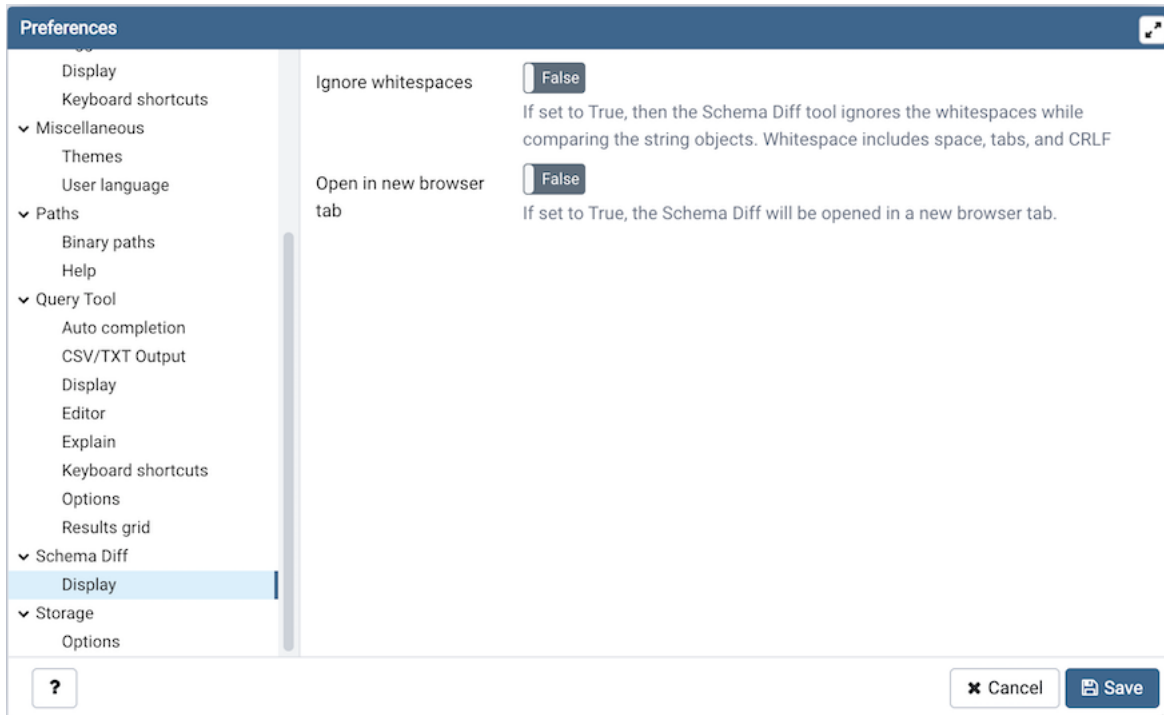 Preferences
Display
Keyboard shortcuts
Miscellaneous
Themes
User language
Paths
Binary paths
Help
Query Tool
Auto completion
CSV/TXT Output
Display
Editor
Explain
Keyboard shortcuts
Options
Results grid
Schema Diff
Display
Storage
Options
Ignore whitespaces
False
If set to True, then the Schema Diff tool ignores the whitespaces while
comparing the string objects. Whitespace includes space, tabs, and CRLF
Open in new browser
tab
False
If set to True, the Schema Diff will be opened in a new browser tab.
?
Cancel
Save